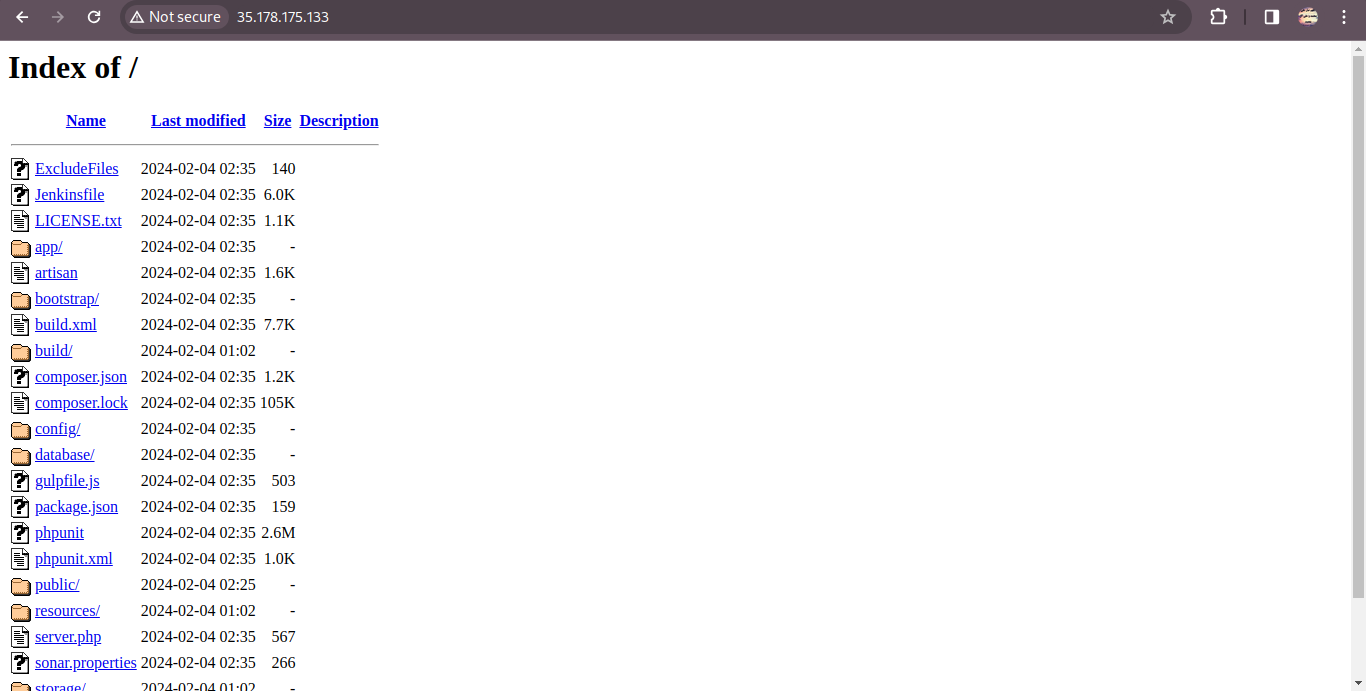 Not secure 35.178.175.133
Index of /
Name Last modified Size Description
ExcludeFiles 2024-02-04 02:35 140
Jenkinsfile 2024-02-04 02:35 6.0K
LICENSE.txt 2024-02-04 02:35 1.1K
app/ 2024-02-04 02:35 -
artisan 2024-02-04 02:35 1.6K
bootstrap/ 2024-02-04 02:35 -
build.xml 2024-02-04 02:35 7.7K
build/ 2024-02-04 01:02 -
composer.json 2024-02-04 02:35 1.2K
composer.lock 2024-02-04 02:35 105K
config/ 2024-02-04 02:35 -
database/ 2024-02-04 02:35 -
gulpfile.js 2024-02-04 02:35 503
package.json 2024-02-04 02:35 159
phpunit 2024-02-04 02:35 2.6M
phpunit.xml 2024-02-04 02:35 1.0K
public/ 2024-02-04 02:25 -
resources/ 2024-02-04 01:02 -
server.php 2024-02-04 02:35 567
sonar.properties 2024-02-04 02:35 266
storage/ 2024-02-04 01:02 -